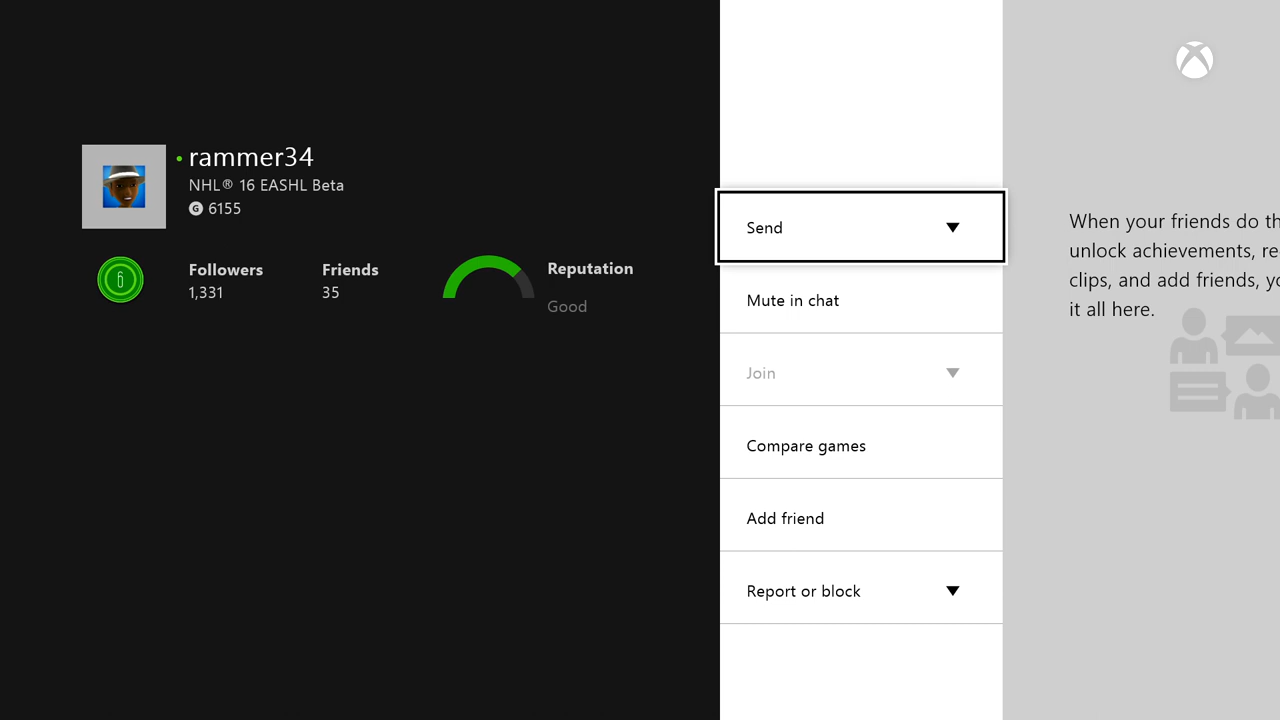 rammer34
NHL® 16 EASHL Beta
G 6155
6
Followers
1,331
Friends
35
Reputation
Good
Send
Mute in chat
Join
Compare games
Add friend
Report or block
When your friends do th
unlock achievements, re
clips, and add friends, yo
it all here.